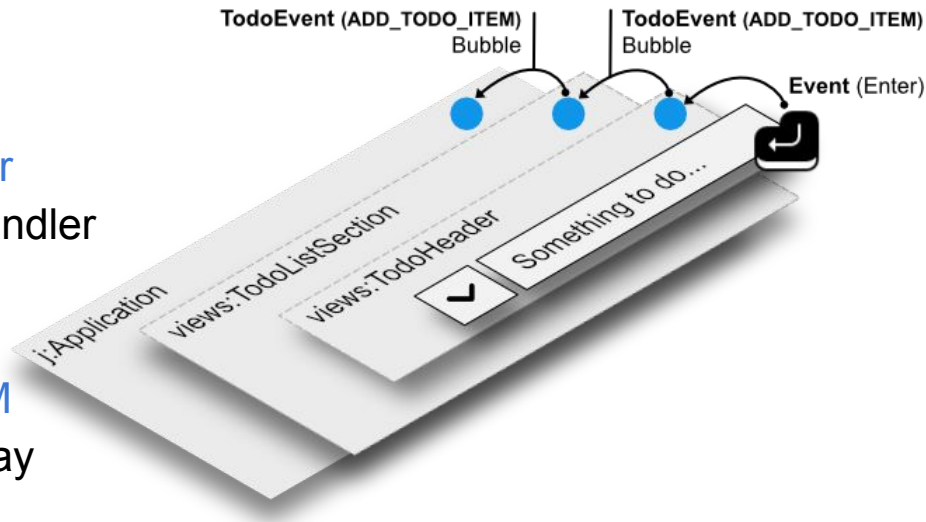 TodoEvent (ADD_TODO_ITEM)
Bubble
TodoEvent (ADD_TODO_ITEM)
Bubble
Event (Enter)
r
ndler
M
ay
j:Application
views:TodoListSection
views:TodoHeader
Something to do...